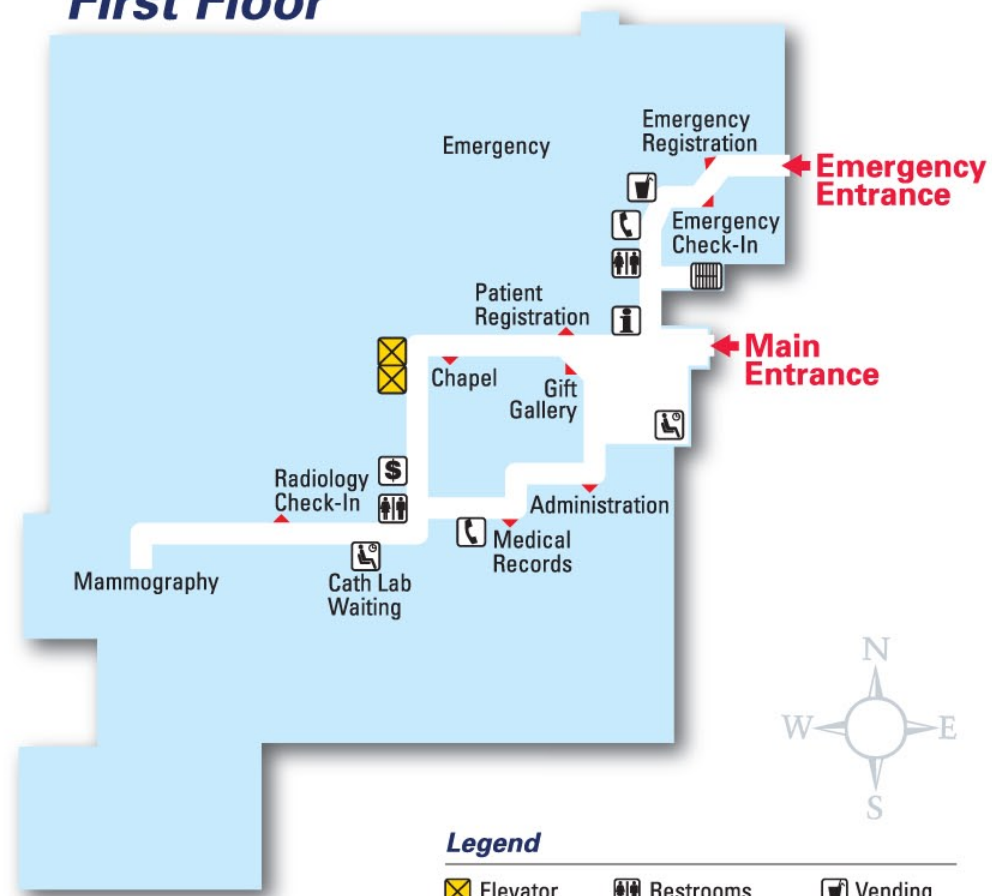 First Floor
Emergency
Registration
Emergency
Emergency
Entrance
Emergency
Check-In
Patient
Registration
Main
Entrance
Chapel
Gift
Gallery
$
Radiology
Check-In
Administration
Medical
Records
Mammography
Cath Lab
Waiting
N
W
E
S
Legend
Elevator
Restrooms
Vending